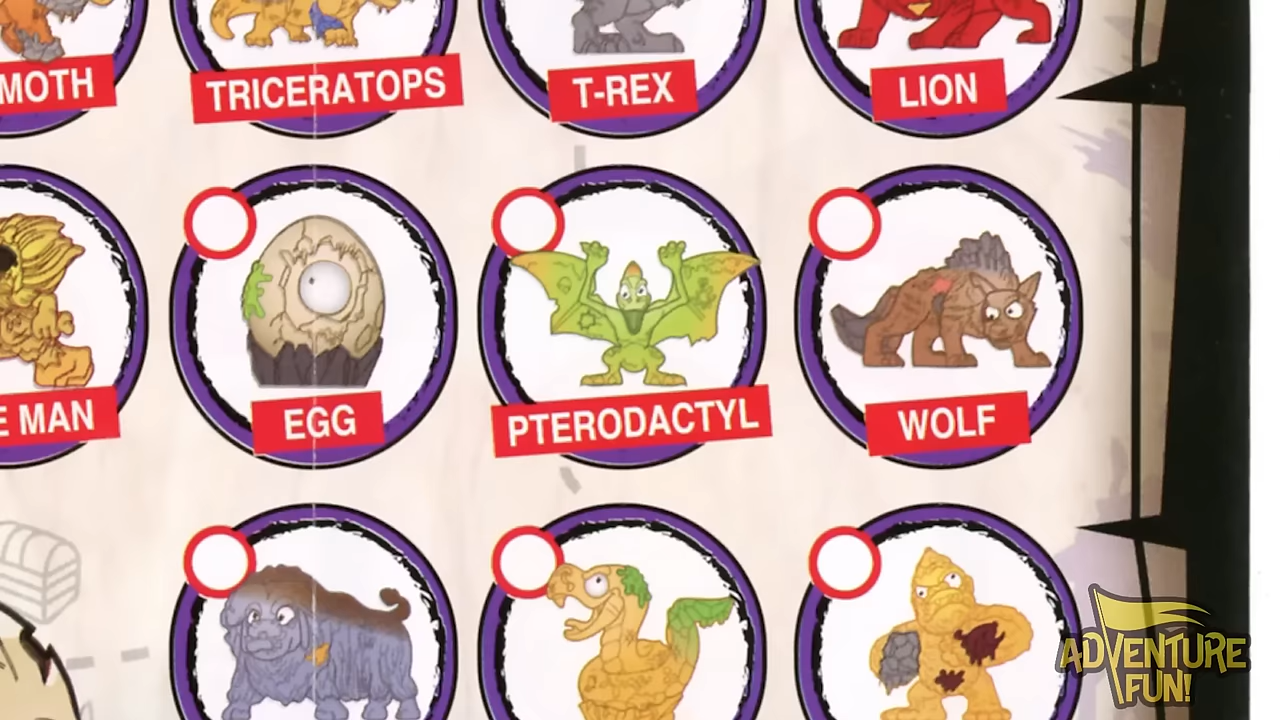 MOTH
TRICERATOPS
T-REX
LION
E MAN
EGG
PTERODACTYL
WOLF
ADVENTURE
FUN!